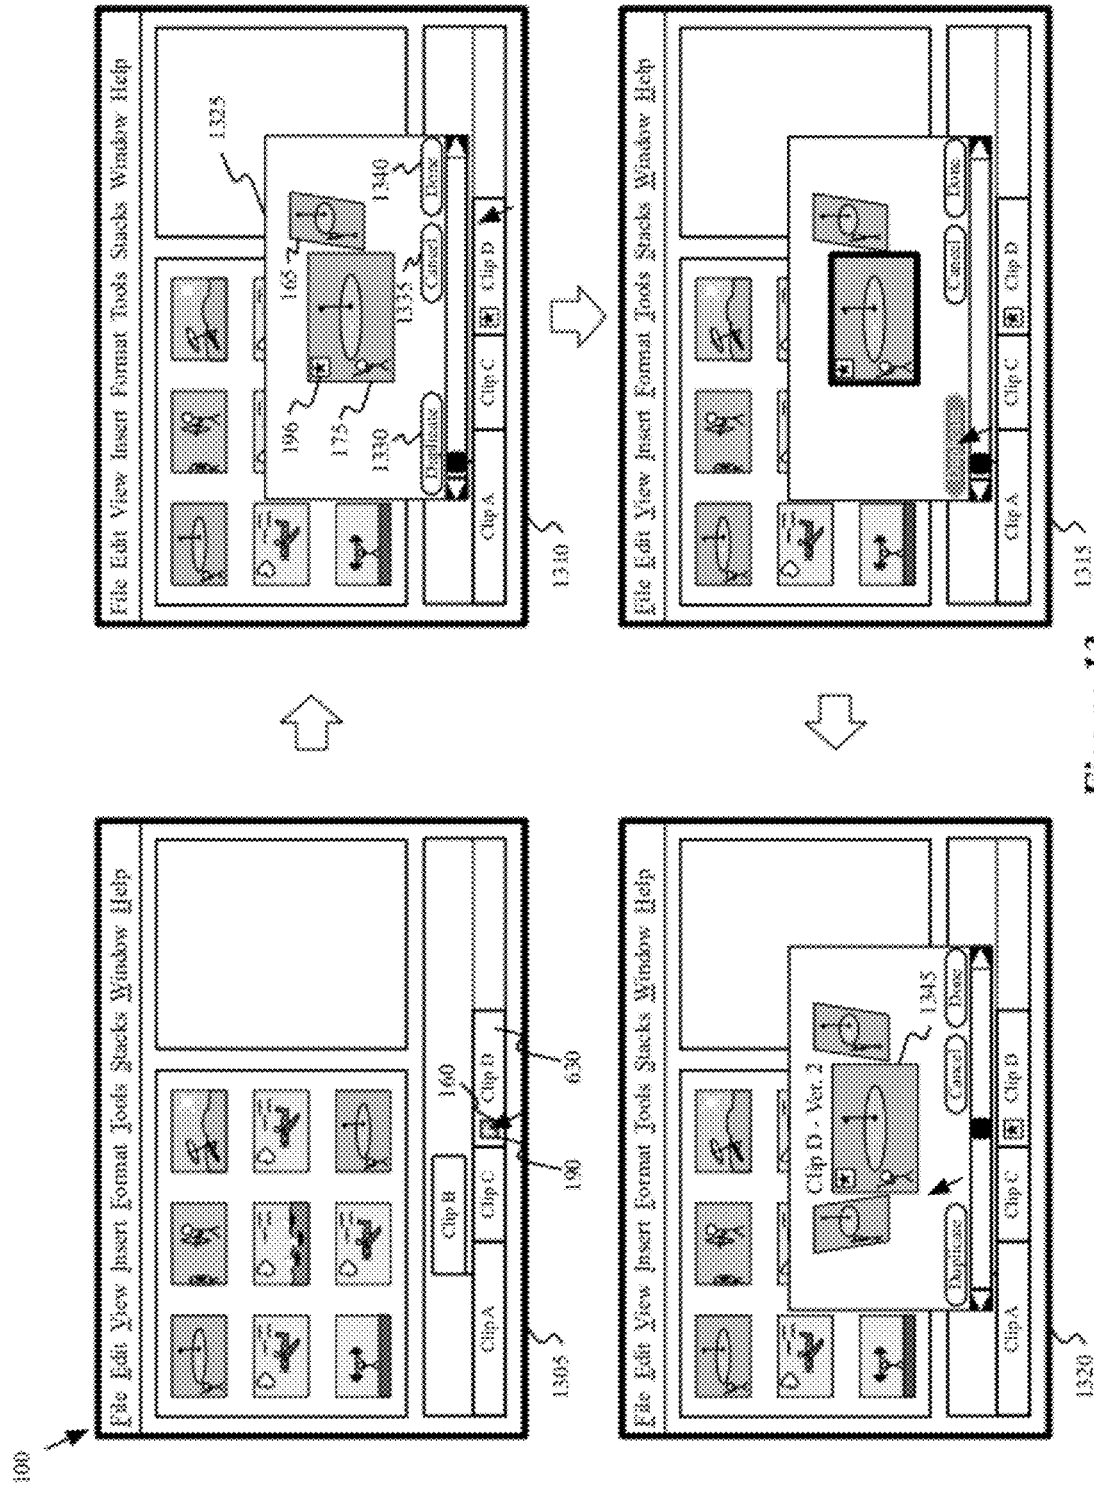 100
File Edit View Insert Format Tools Stacks Window Help
160
Clip B
Clip A
Clip C
Clip D
190
630
1305
File Edit View Insert Format Tools Stacks Window Help
1325
165
196
175
1330
1335
1340
Duplicate
Cancel
Done
Clip A
Clip C
Clip D
1310
File Edit View Insert Format Tools Stacks Window Help
Cancel
Done
Clip A
Clip C
Clip D
1315
File Edit View Insert Format Tools Stacks Window Help
Clip D - Ver. 2
1345
Duplicate
Cancel
Done
Clip A
Clip C
Clip D
1320